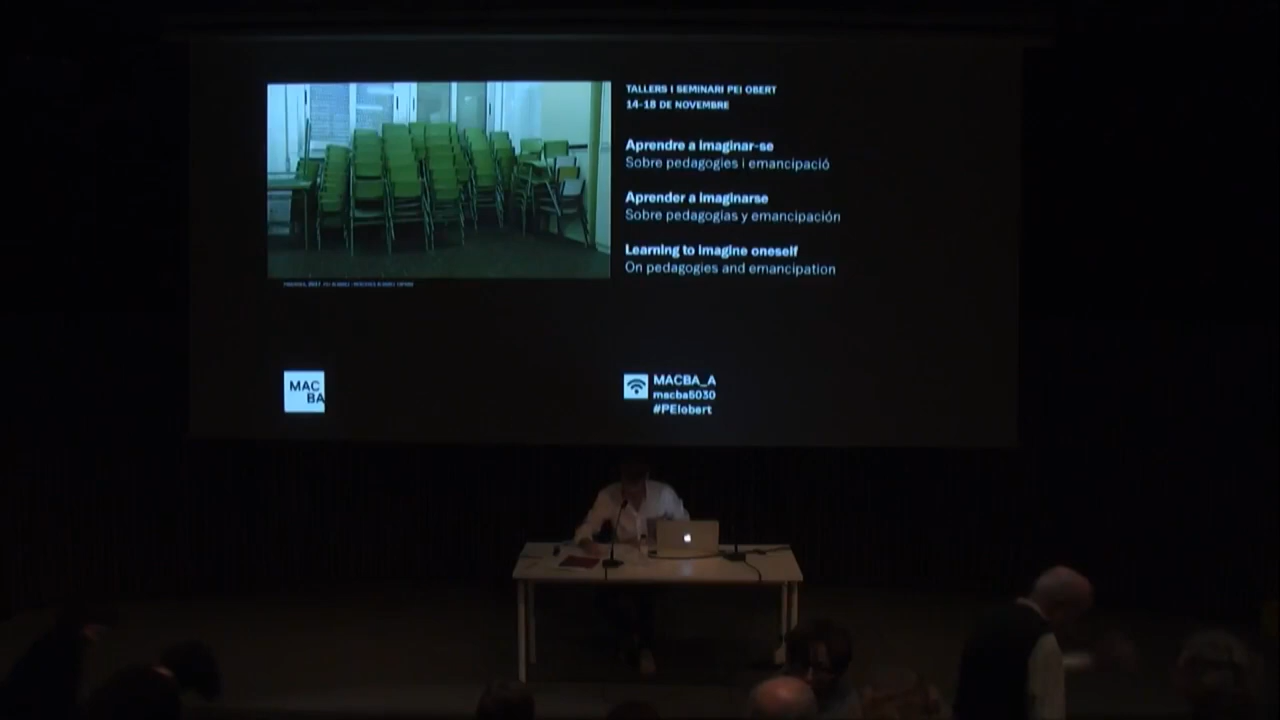 TALLERS I SEMINARI PEI OBERT
14-18 DE NOVEMBRE
Aprendre a imaginar-se
Sobre pedagogies i emancipació
Aprender a imaginarse
Sobre pedagogías y emancipación
Learning to imagine oneself
On pedagogies and emancipation
MAC
BA
MACBA_A
macba5030
#PEIobert